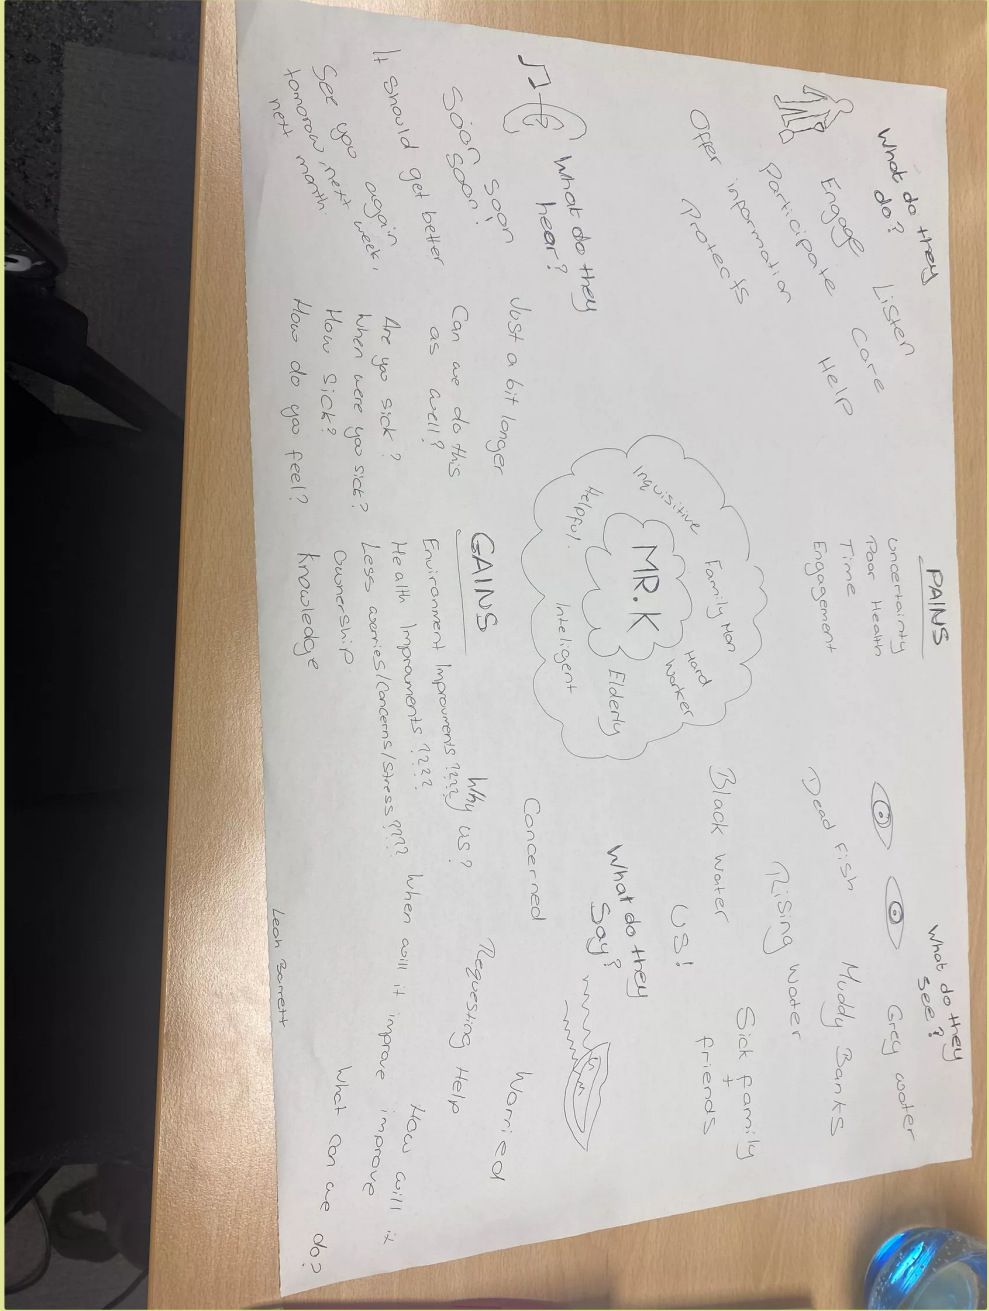 What do they
do?
Listen
Engage
Care
Participate
Help
Offer information
Protects
PAINS
Uncertainty
Poor Health
Time
Engagement
What do they
see?
Grey water
Muddy Banks
Dead Fish
Rising Water
Black Water
Sick family
+
friends
US!
MR. K
Inquisitive
Family Man
Hard
Worker
Helpful.
Inteligent
Elderly
What do they
hear?
Soon
Soon
Soon!
It should get better
See you again
tomorrow, next week,
next month.
Just a bit longer
Can we do this
as well?
Are you sick?
When were you sick?
How sick?
How do you feel?
GAINS
Environment Improvments????
Health Improvments????
Less worries/Concerns/Stress????
Ownership
Knowledge
What do they
Say?
Concerned
Worried
Why us?
Requesting Help
When will it improve
How will it
improve
What can we do?
Leah Barrett